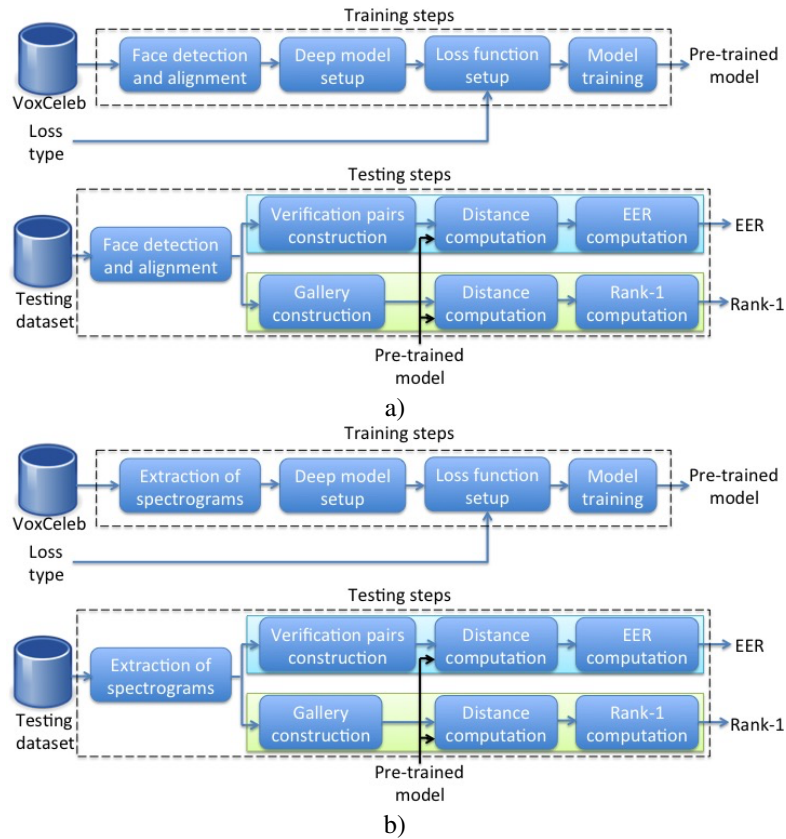 Training steps
Face detection
and alignment
Deep model
setup
Loss function
setup
Model
training
Pre-trained
model
VoxCeleb
Loss
type
Testing steps
Verification pairs
construction
Distance
computation
EER
computation
EER
Face detection
and alignment
Testing
dataset
Gallery
construction
Distance
computation
Rank-1
computation
Rank-1
Pre-trained
model
a)
Training steps
Extraction of
spectrograms
Deep model
setup
Loss function
setup
Model
training
Pre-trained
model
VoxCeleb
Loss
type
Testing steps
Verification pairs
construction
Distance
computation
EER
computation
EER
Extraction of
spectrograms
Testing
dataset
Gallery
construction
Distance
computation
Rank-1
computation
Rank-1
Pre-trained
model
b)